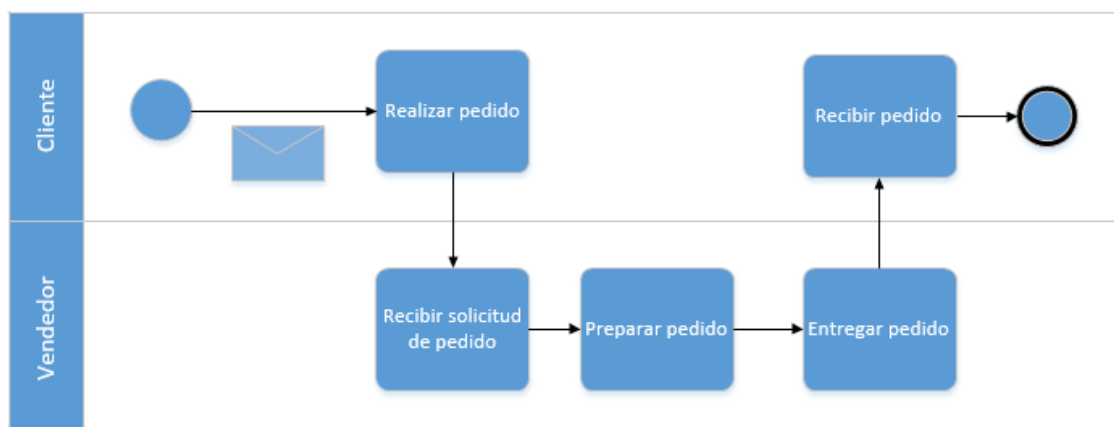 Cliente
Realizar pedido
Recibir pedido
Vendedor
Recibir solicitud
de pedido
Preparar pedido
Entregar pedido